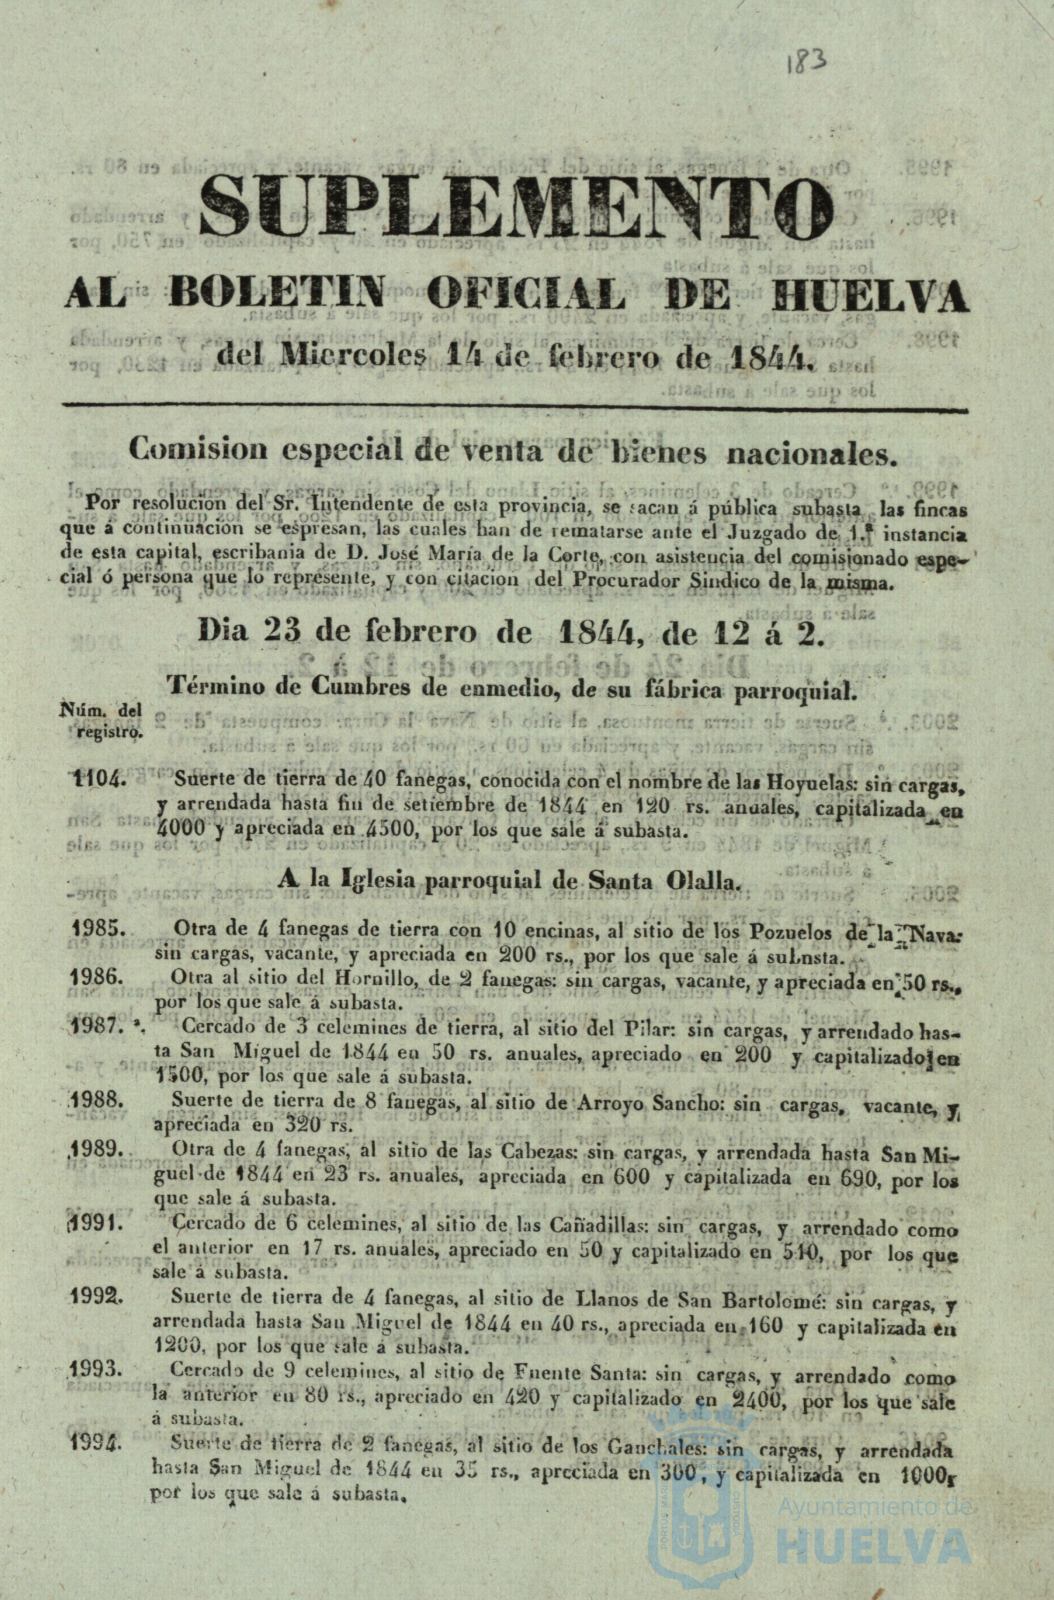 183
SUPLEMENTO
AL BOLETIN OFICIAL DE HUELVA
del Miercoles 14 de febrero de 1844.
Comision especial de venta de bienes nacionales.
Por resolucion del Sr. Intendente de esta provincia, se sacan á pública subasta las fincas
que á continuacion se espresan, las cuales han de rematarse ante el Juzgado de 1.ª instancia
de esta capital, escribania de D. José María de la Corte, con asistencia del comisionado espe-
cial ó persona que lo represente, y con citacion del Procurador Sindico de la misma.
Dia 23 de febrero de 1844, de 12 á 2.
Término de Cumbres de enmedio, de su fábrica parroquial.
Núm. del
registro.
1104. Suerte de tierra de 40 fanegas, conocida con el nombre de las Hoyuelas: sin cargas,
y arrendada hasta fin de setiembre de 1844 en 120 rs. anuales, capitalizada en
4000 y apreciada en 4500, por los que sale á subasta.
A la Iglesia parroquial de Santa Olalla.
1985. Otra de 4 fanegas de tierra con 10 encinas, al sitio de los Pozuelos de la Nava:
sin cargas, vacante, y apreciada en 200 rs., por los que sale á subnsta.
1986. Otra al sitio del Hornillo, de 2 fanegas: sin cargas, vacante, y apreciada en 50 rs.,
por los que sale á subasta.
1987. Cercado de 3 celemines de tierra, al sitio del Pilar: sin cargas, y arrendado has-
ta San Miguel de 1844 en 50 rs. anuales, apreciado en 200 y capitalizado en
1500, por los que sale á subasta.
1988. Suerte de tierra de 8 fanegas, al sitio de Arroyo Sancho: sin cargas, vacante, y
apreciada en 320 rs.
1989. Otra de 4 fanegas, al sitio de las Cabezas: sin cargas, y arrendada hasta San Mi-
guel de 1844 en 23 rs. anuales, apreciada en 600 y capitalizada en 690, por los
que sale á subasta.
1991. Cercado de 6 celemines, al sitio de las Cañadillas: sin cargas, y arrendado como
el anterior en 17 rs. anuales, apreciado en 50 y capitalizado en 510, por los que
sale á subasta.
1992. Suerte de tierra de 4 fanegas, al sitio de Llanos de San Bartolomé: sin cargas, y
arrendada hasta San Miguel de 1844 en 40 rs., apreciada en 160 y capitalizada en
1200, por los que sale á subasta.
1993. Cercado de 9 celemines, al sitio de Fuente Santa: sin cargas, y arrendado como
la anterior en 80 rs., apreciado en 420 y capitalizado en 2400, por los que sale
á subasta.
1994. Suerte de tierra de 2 fanegas, al sitio de los Ganchales: sin cargas, y arrendada
hasta San Miguel de 1844 en 35 rs., apreciada en 300, y capitalizada en 1000,
por los que sale á subasta.
Ayuntamiento de
HUELVA